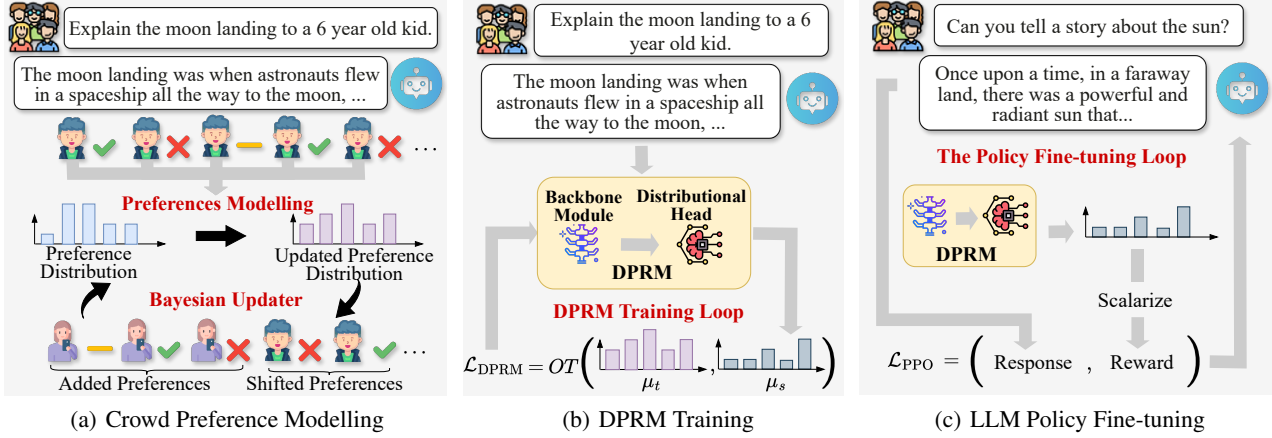 Explain the moon landing to a 6 year old kid.
The moon landing was when astronauts flew
in a spaceship all the way to the moon, ...
...
Preferences Modelling
Preference
Distribution
Updated Preference
Distribution
Bayesian Updater
...
Added Preferences
Shifted Preferences
(a) Crowd Preference Modelling
Explain the moon landing to a 6
year old kid.
The moon landing was when
astronauts flew in a spaceship all
the way to the moon, ...
Backbone
Module
Distributional
Head
DPRM
DPRM Training Loop
L_DPRM = OT( μ_t , μ_s )
(b) DPRM Training
Can you tell a story about the sun?
Once upon a time, in a faraway
land, there was a powerful and
radiant sun that...
The Policy Fine-tuning Loop
DPRM
Scalarize
L_PPO = ( Response , Reward )
(c) LLM Policy Fine-tuning